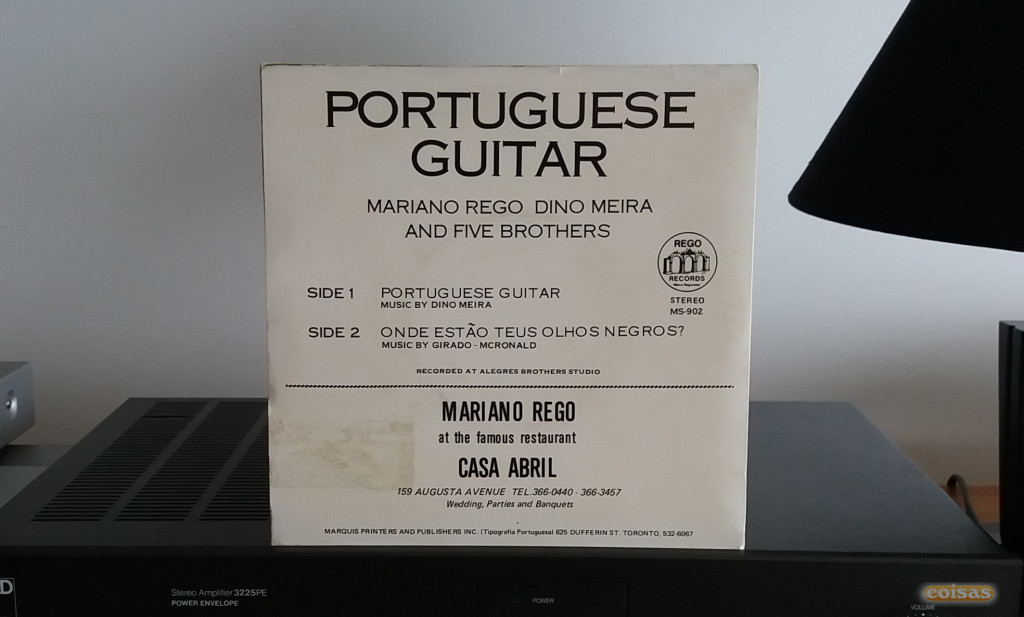 PORTUGUESE
GUITAR
MARIANO REGO DINO MEIRA
AND FIVE BROTHERS
REGO
RECORDS
STEREO
MS-902
SIDE 1 PORTUGUESE GUITAR
MUSIC BY DINO MEIRA
SIDE 2 ONDE ESTÃO TEUS OLHOS NEGROS?
MUSIC BY GIRADO - MCRONALD
RECORDED AT ALEGRES BROTHERS STUDIO
MARIANO REGO
at the famous restaurant
CASA ABRIL
159 AUGUSTA AVENUE TEL.366-0440 - 366-3457
Wedding, Parties and Banquets
MARQUIS PRINTERS AND PUBLISHERS INC. (Tipografia Portuguesa) 625 DUFFERIN ST. TORONTO, 532-6067
D
Stereo Amplifier 3225PE
POWER ENVELOPE
POWER
VOLUME
coisas